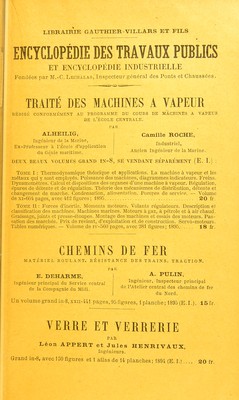 LIBRAIRIE GAUTHIER-VILLARS ET FILS
ENCYCLOPÉDIE DES TRAVAUX PUBLICS
ET ENCYCLOPÉDIE INDUSTRIELLE
Fondées par M.-C. LECHALAS, Inspecteur général des Ponts et Chaussées.
TRAITÉ DES MACHINES A VAPEUR
RÉDIGÉ CONFORMÉMENT AU PROGRAMME DU COURS DE MACHINES A VAPEUR
DE L'ÉCOLE CENTRALE.
PAR
ALHEILIG,
Ingénieur de la Marine,
Ex-Professeur à l'École d'application
du Génie maritime.
Camille ROCHE,
Industriel,
Ancien Ingénieur de la Marine.
DEUX BEAUX VOLUMES GRAND IN-8, SE VENDANT SÉPARÉMENT (E. I.)
TOME I : Thermodynamique théorique et applications. La machine à vapeur et les
métaux qui y sont employés. Puissance des machines, diagrammes indicateurs. Freins.
Dynamomètres. Calcul et dispositions des organes d'une machine à vapeur. Régulation,
épures de détente et de régulation. Théorie des mécanismes de distribution, détente et
changement de marche. Condensation, alimentation. Pompes de service. — Volume
de XI-604 pages, avec 412 figures; 1895. 20 fr.
TOME II : Forces d'inertie. Moments moteurs. Volants régulateurs. Description et
classification des machines. Machines marines. Moteurs à gaz, à pétrole et à air chaud.
Graissage, joints et presse-étoupes. Montage des machines et essais des moteurs. Passation
des marchés. Prix de revient, d'exploitation et de construction. Servo-moteurs.
Tables numériques. — Volume de IV-560 pages, avec 281 figures; 1895. 18 fr.
CHEMINS DE FER
MATÉRIEL ROULANT. RÉSISTANCE DES TRAINS. TRACTION.
PAR
E. DEHARME,
Ingénieur principal du Service central
de la Compagnie du Midi.
A. PULIN,
Ingénieur, Inspecteur principal
de l'Atelier central des chemins de fer
du Nord.
Un volume grand in-8, XXII-441 pages, 95 figures, 1 planche; 1895 (E. I.). 15 fr.
VERRE ET VERRERIE
PAR
Léon APPERT et Jules HENRIVAUX,
Ingénieurs.
Grand in-8, avec 130 figures et 1 atlas de 14 planches; 1894 (E. I.).... 20 fr.